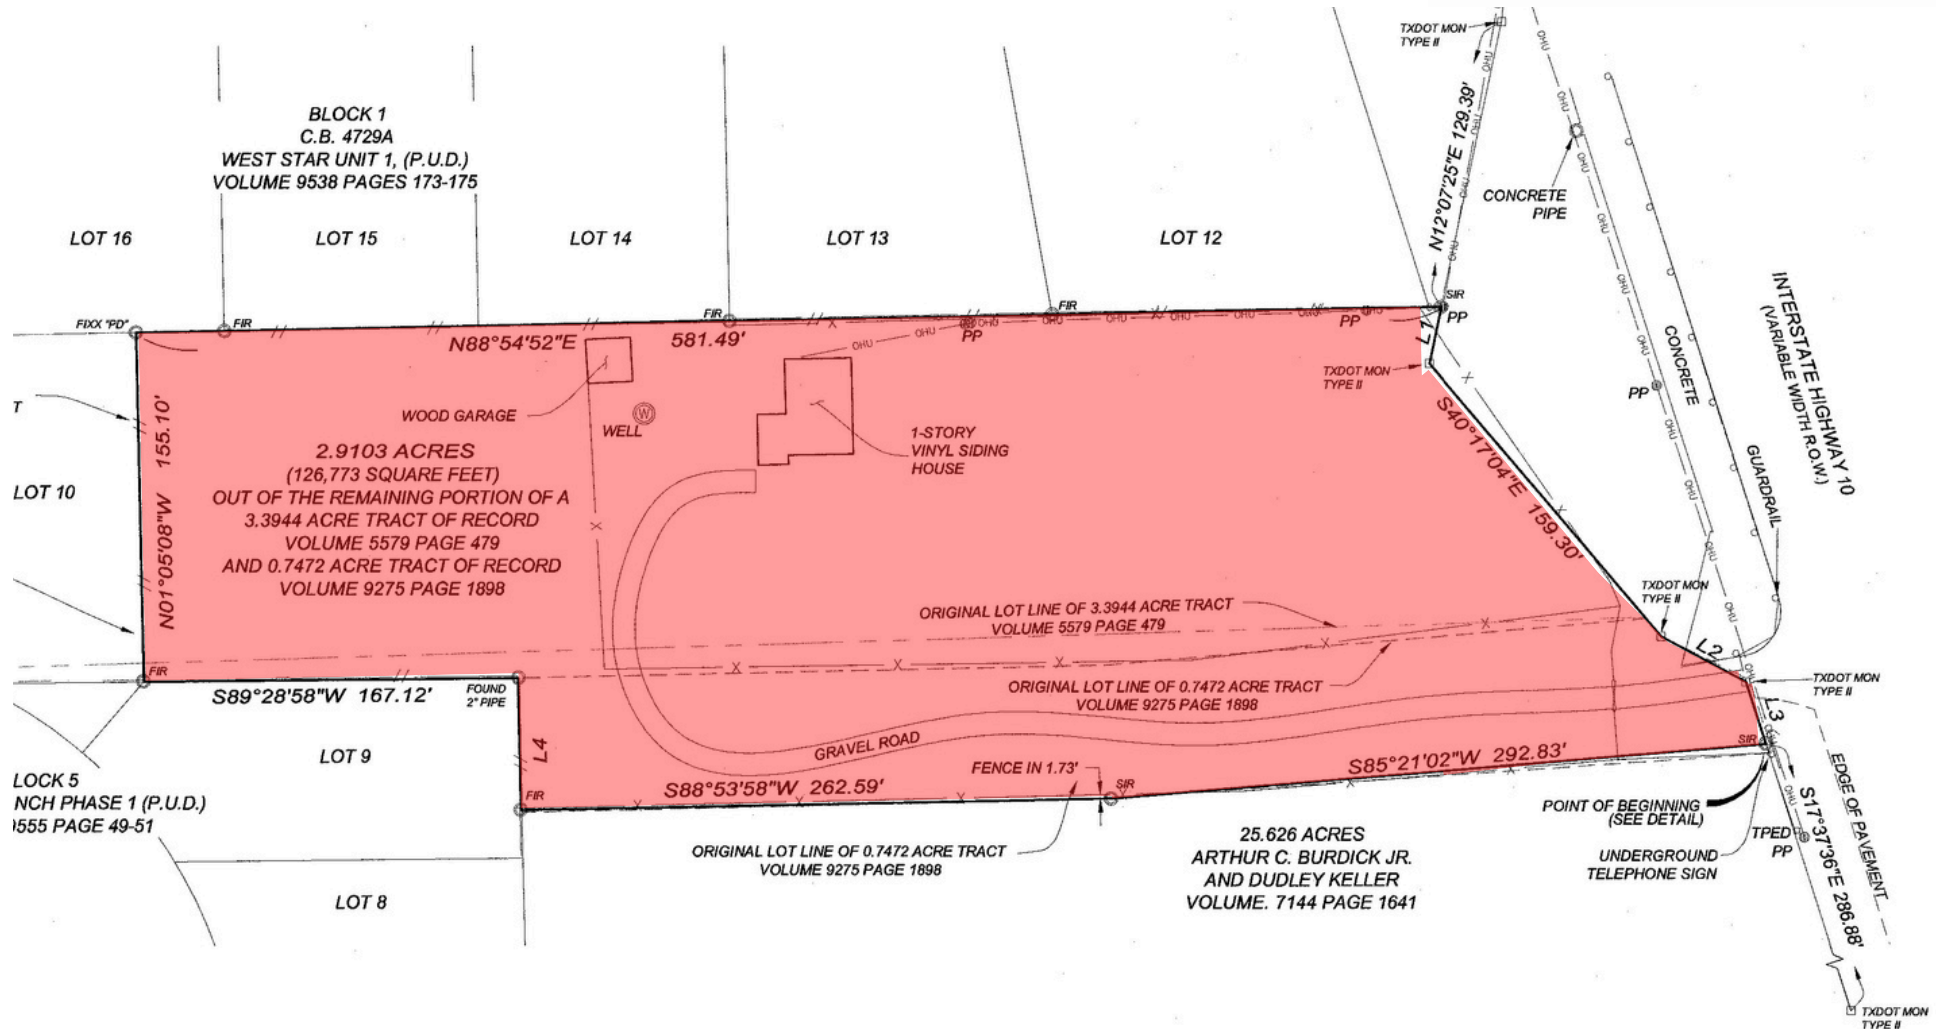 TXDOT MON
TYPE II
BLOCK 1
C.B. 4729A
WEST STAR UNIT 1, (P.U.D.)
VOLUME 9538 PAGES 173-175
N12°07'25"E 129.39'
CONCRETE
PIPE
LOT 16
LOT 15
LOT 14
LOT 13
LOT 12
INTERSTATE HIGHWAY 10
(VARIABLE WIDTH R.O.W.)
FIXX "PD"
FIR
FIR
FIR
SIR
PP
PP
PP
OHU
OHU
OHU
N88°54'52"E 581.49'
L1
TXDOT MON
TYPE II
CONCRETE
PP
T
WOOD GARAGE
WELL
W
1-STORY
VINYL SIDING
HOUSE
S40°17'04"E 159.30'
GUARDRAIL
N01°05'08"W 155.10'
2.9103 ACRES
(126,773 SQUARE FEET)
OUT OF THE REMAINING PORTION OF A
3.3944 ACRE TRACT OF RECORD
VOLUME 5579 PAGE 479
AND 0.7472 ACRE TRACT OF RECORD
VOLUME 9275 PAGE 1898
LOT 10
TXDOT MON
TYPE II
ORIGINAL LOT LINE OF 3.3944 ACRE TRACT
VOLUME 5579 PAGE 479
L2
FIR
S89°28'58"W 167.12'
FOUND
2" PIPE
ORIGINAL LOT LINE OF 0.7472 ACRE TRACT
VOLUME 9275 PAGE 1898
TXDOT MON
TYPE II
L3
L4
GRAVEL ROAD
SIR
LOT 9
FENCE IN 1.73'
S85°21'02"W 292.83'
EDGE OF PAVEMENT
LOCK 5
NCH PHASE 1 (P.U.D.)
9555 PAGE 49-51
FIR
S88°53'58"W 262.59'
SIR
POINT OF BEGINNING
(SEE DETAIL)
S17°37'36"E 286.88'
TPED
PP
25.626 ACRES
ARTHUR C. BURDICK JR.
AND DUDLEY KELLER
VOLUME. 7144 PAGE 1641
ORIGINAL LOT LINE OF 0.7472 ACRE TRACT
VOLUME 9275 PAGE 1898
UNDERGROUND
TELEPHONE SIGN
LOT 8
TXDOT MON
TYPE II